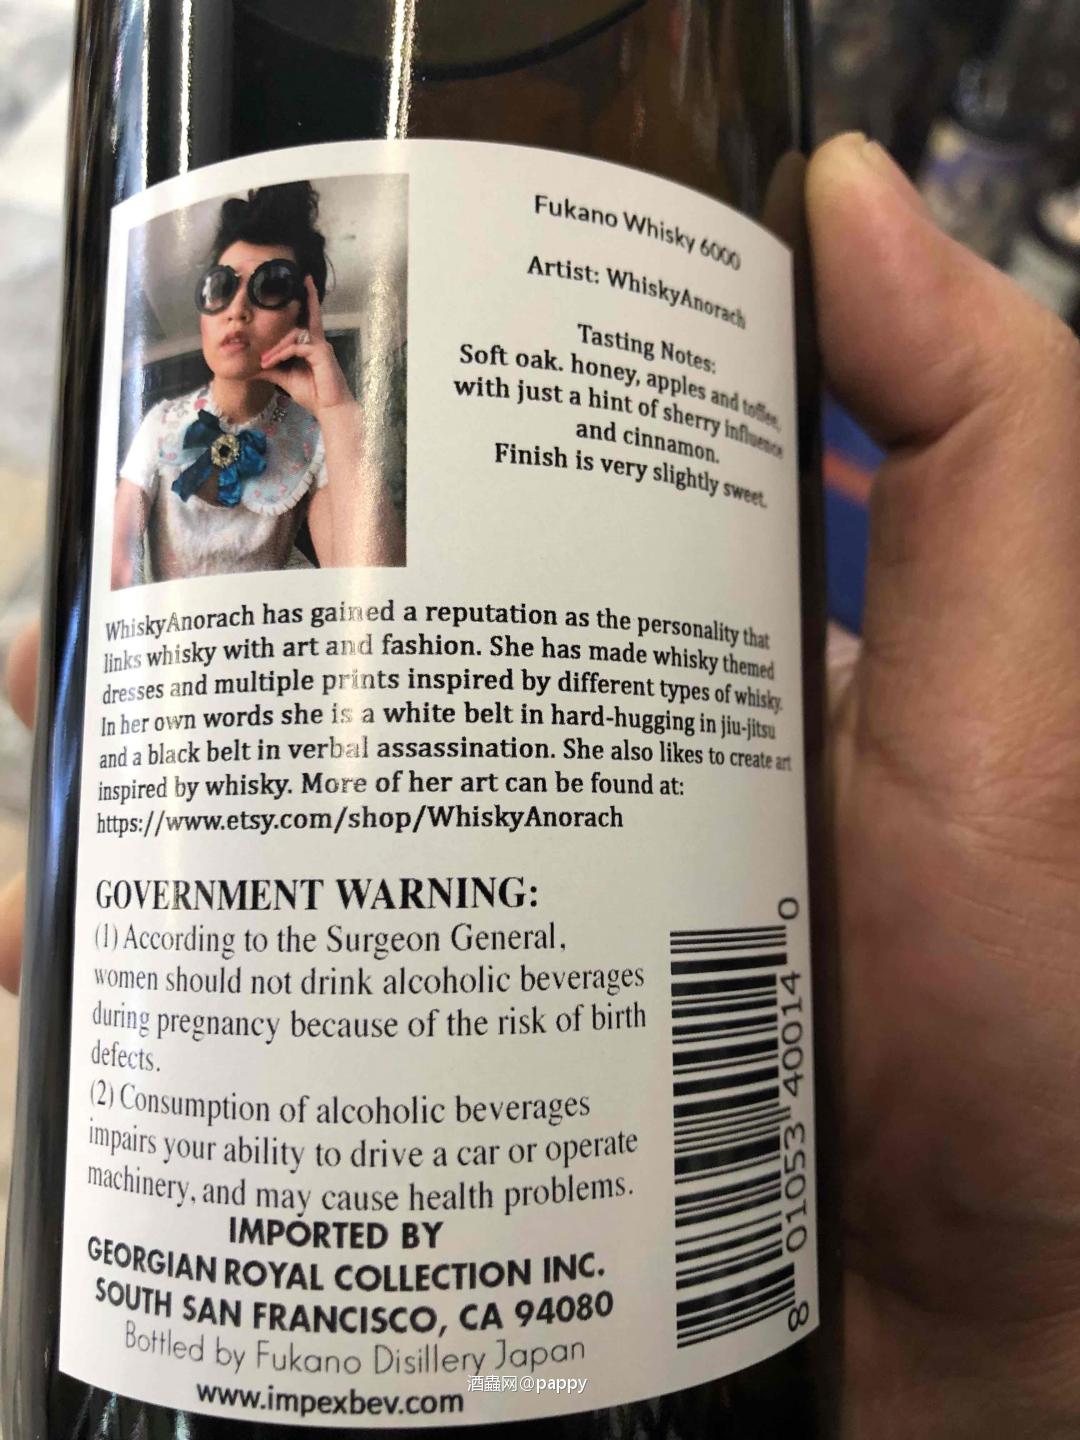 Fukano Whisky 6000
Artist: WhiskyAnorach
Tasting Notes:
Soft oak. honey, apples and toffee,
with just a hint of sherry influence
and cinnamon.
Finish is very slightly sweet.
WhiskyAnorach has gained a reputation as the personality that
links whisky with art and fashion. She has made whisky themed
dresses and multiple prints inspired by different types of whisky.
In her own words she is a white belt in hard-hugging in jiu-jitsu
and a black belt in verbal assassination. She also likes to create art
inspired by whisky. More of her art can be found at:
https://www.etsy.com/shop/WhiskyAnorach
GOVERNMENT WARNING:
(1) According to the Surgeon General,
women should not drink alcoholic beverages
during pregnancy because of the risk of birth
defects.
(2) Consumption of alcoholic beverages
impairs your ability to drive a car or operate
machinery, and may cause health problems.
IMPORTED BY
GEORGIAN ROYAL COLLECTION INC.
SOUTH SAN FRANCISCO, CA 94080
Bottled by Fukano Disillery Japan
www.impexbev.com
8 01053 40014 0
酒蟲网@pappy